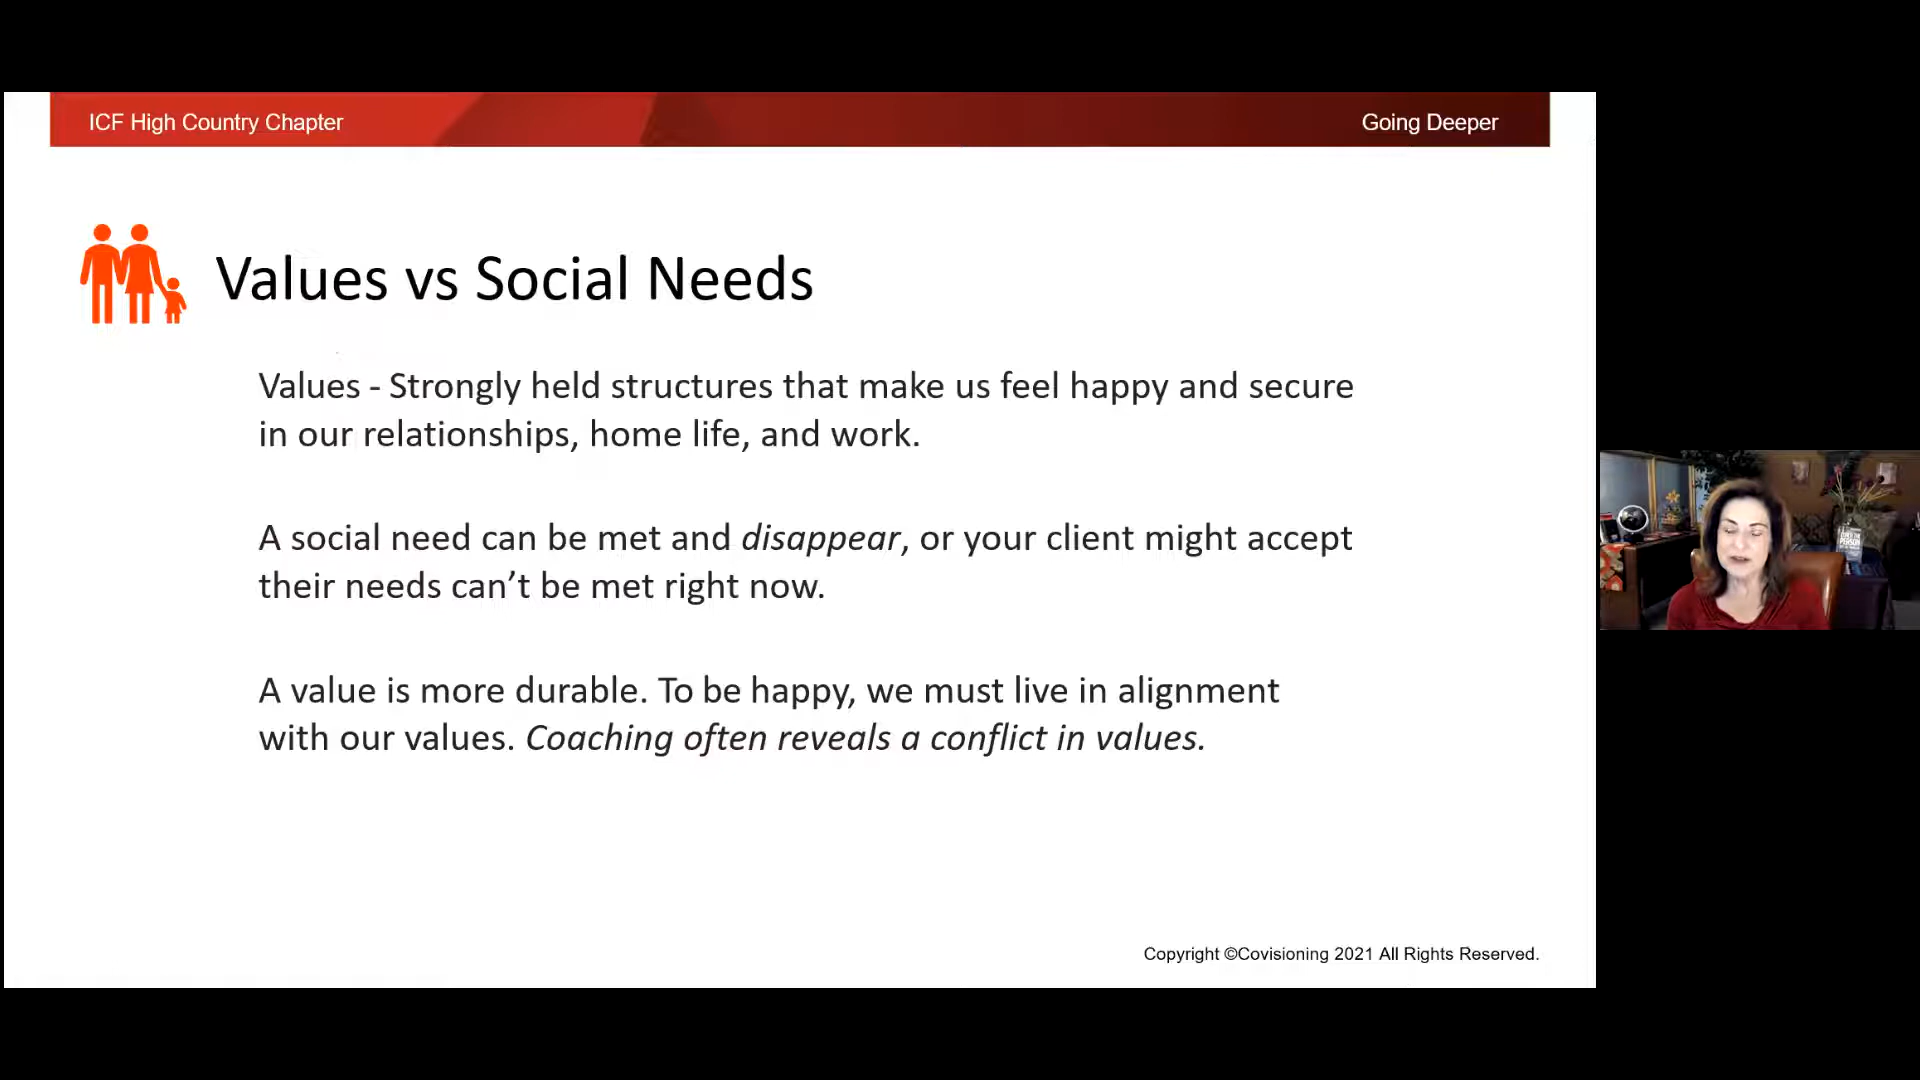 ICF High Country Chapter
Going Deeper
Values vs Social Needs
Values - Strongly held structures that make us feel happy and secure
in our relationships, home life, and work.
A social need can be met and disappear, or your client might accept
their needs can’t be met right now.
A value is more durable. To be happy, we must live in alignment
with our values. Coaching often reveals a conflict in values.
PERSON
Copyright ©Covisioning 2021 All Rights Reserved.